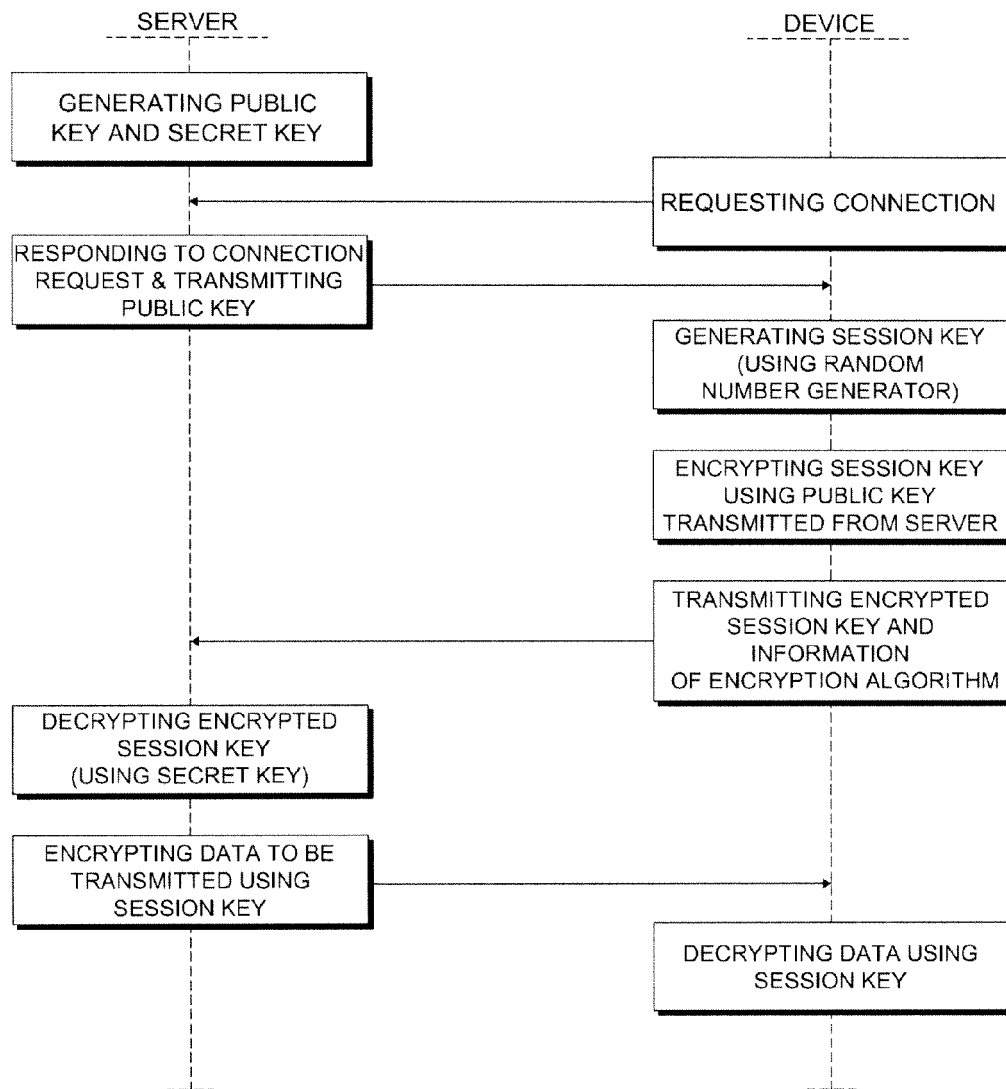 SERVER
DEVICE
GENERATING PUBLIC
KEY AND SECRET KEY
REQUESTING CONNECTION
RESPONDING TO CONNECTION
REQUEST & TRANSMITTING
PUBLIC KEY
GENERATING SESSION KEY
(USING RANDOM
NUMBER GENERATOR)
ENCRYPTING SESSION KEY
USING PUBLIC KEY
TRANSMITTED FROM SERVER
TRANSMITTING ENCRYPTED
SESSION KEY AND
INFORMATION
OF ENCRYPTION ALGORITHM
DECRYPTING ENCRYPTED
SESSION KEY
(USING SECRET KEY)
ENCRYPTING DATA TO BE
TRANSMITTED USING
SESSION KEY
DECRYPTING DATA USING
SESSION KEY